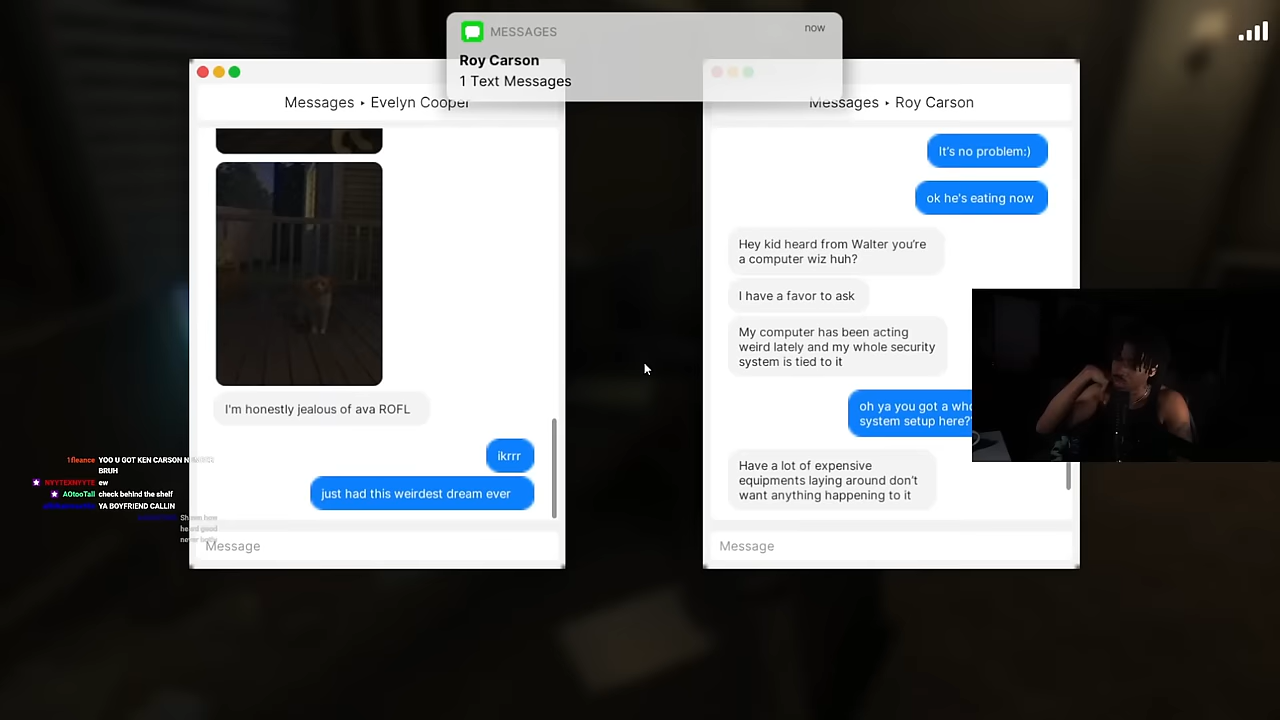 MESSAGES
now
Roy Carson
1 Text Messages
Messages ▸ Evelyn Cooper
I'm honestly jealous of ava ROFL
ikrrr
just had this weirdest dream ever
Message
Messages ▸ Roy Carson
It's no problem:)
ok he's eating now
Hey kid heard from Walter you're
a computer wiz huh?
I have a favor to ask
My computer has been acting
weird lately and my whole security
system is tied to it
oh ya you got a who
system setup here?
Have a lot of expensive
equipments laying around don't
want anything happening to it
Message
1fleance YOO U GOT KEN CARSON
BRUH
NYYTEXNYYTE ew
AOtooTall check behind the shelf
YA BOYFRIEND CALLIN